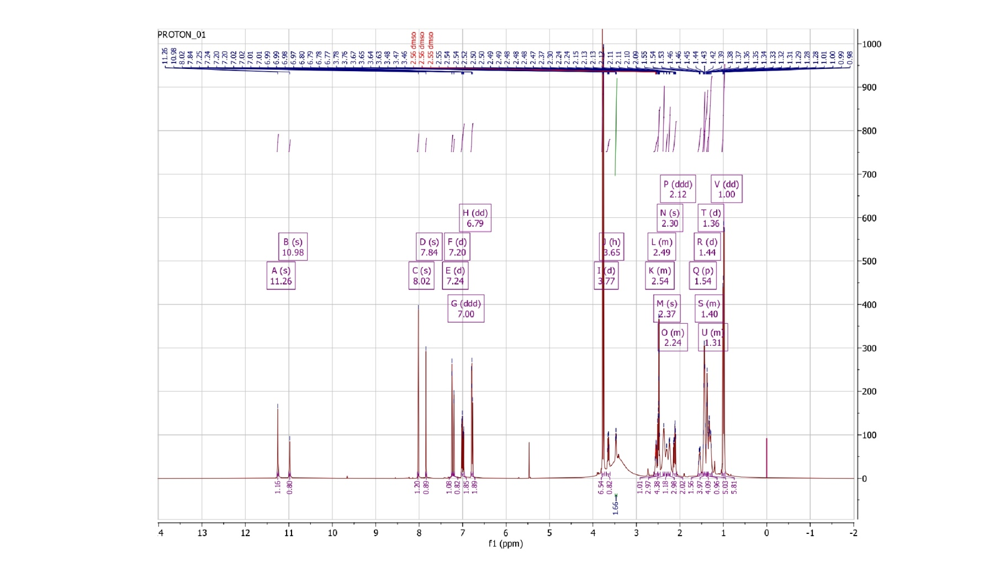 PROTON_01
11.26 10.98 8.02 7.84 7.25 7.24 7.20 7.20 7.02 7.02 7.01 7.01 6.99 6.99 6.98 6.97 6.80 6.79 6.78 6.77 3.78 3.76 3.67 3.65 3.64 3.63 3.48 3.47 3.46 2.56 dmso 2.56 dmso 2.55 dmso 2.55 2.54 2.54 2.52 2.50 2.50 2.49 2.49 2.48 2.48 2.48 2.47 2.37 2.30 2.24 2.24 2.15 2.13 2.13 2.12 2.11 2.11 2.10 2.09 1.55 1.54 1.53 1.46 1.46 1.45 1.44 1.43 1.42 1.39 1.38 1.37 1.36 1.35 1.34 1.33 1.32 1.31 1.29 1.28 1.28 1.01 1.00 0.99 0.98
1000
900
800
700
P (ddd)
2.12
V (dd)
1.00
H (dd)
6.79
N (s)
2.30
T (d)
1.36
600
B (s)
10.98
D (s)
7.84
F (d)
7.20
J (h)
3.65
L (m)
2.49
R (d)
1.44
500
A (s)
11.26
C (s)
8.02
E (d)
7.24
I (d)
3.77
K (m)
2.54
Q (p)
1.54
G (ddd)
7.00
M (s)
2.37
S (m)
1.40
400
O (m)
2.24
U (m)
1.31
300
200
100
0
1.16 0.80 1.20 0.89 1.08 0.82 1.85 1.89 6.54 0.82 1.01 2.97 4.38 1.18 2.98 2.02 1.56 3.97 4.09 0.96 5.03 5.81
1.66
.4 13 12 11 10 9 8 7 6 5 4 3 2 1 0 -1 -2
f1 (ppm)